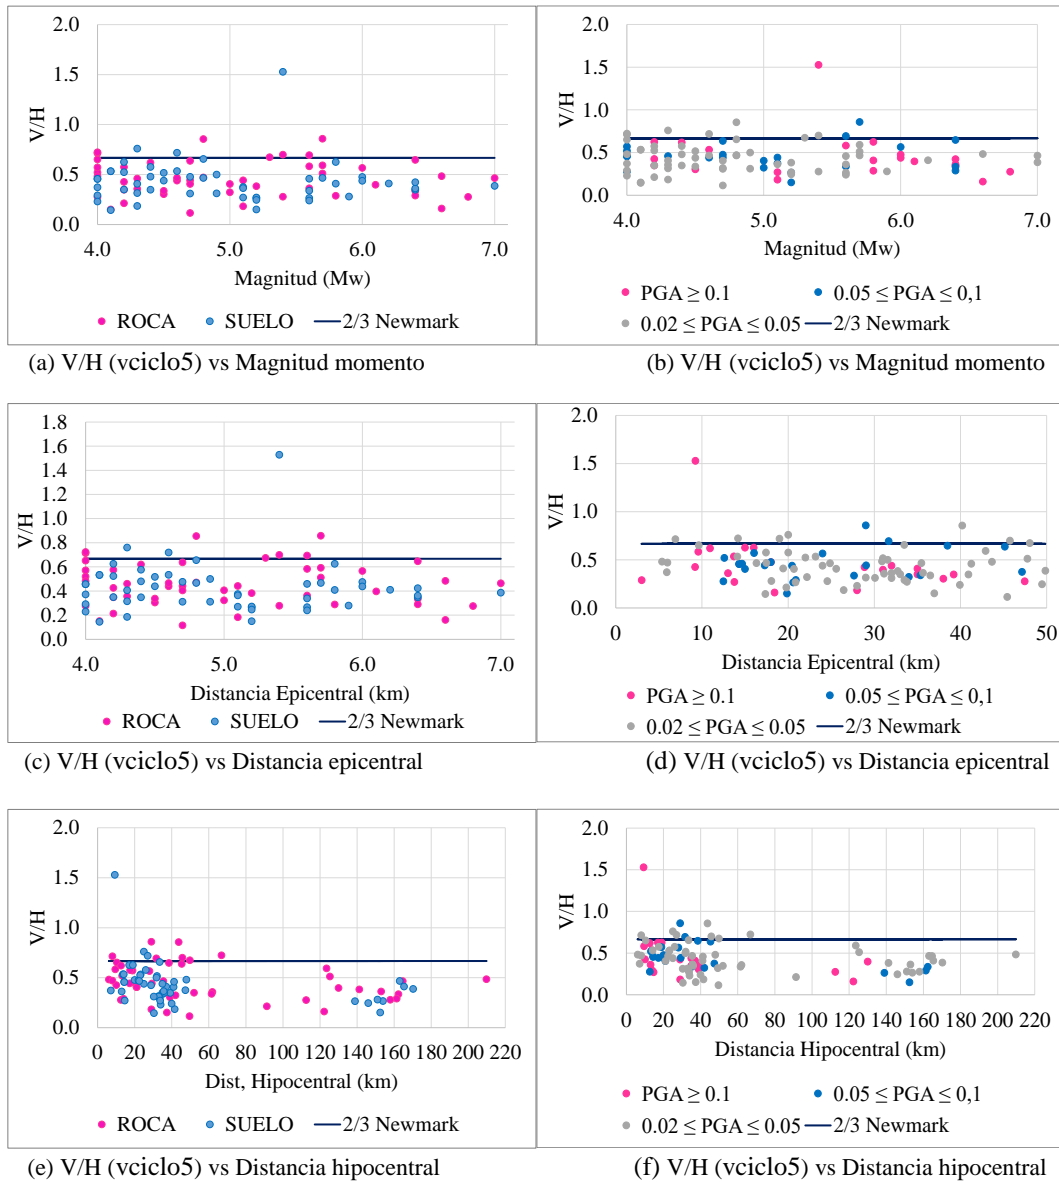 2.0
1.5
1.0
0.5
0.0
V/H
4.0 5.0 6.0 7.0
Magnitud (Mw)
ROCA SUELO 2/3 Newmark
(a) V/H (vciclo5) vs Magnitud momento
2.0
1.5
1.0
0.5
0.0
V/H
4.0 5.0 6.0 7.0
Magnitud (Mw)
PGA ≥ 0.1 0.05 ≤ PGA ≤ 0,1
0.02 ≤ PGA ≤ 0.05 2/3 Newmark
(b) V/H (vciclo5) vs Magnitud momento
1.8
1.6
1.4
1.2
1.0
0.8
0.6
0.4
0.2
0.0
V/H
4.0 5.0 6.0 7.0
Distancia Epicentral (km)
ROCA SUELO 2/3 Newmark
(c) V/H (vciclo5) vs Distancia epicentral
2.0
1.5
1.0
0.5
0.0
V/H
0 10 20 30 40 50
Distancia Epicentral (km)
PGA ≥ 0.1 0.05 ≤ PGA ≤ 0,1
0.02 ≤ PGA ≤ 0.05 2/3 Newmark
(d) V/H (vciclo5) vs Distancia epicentral
2.0
1.5
1.0
0.5
0.0
V/H
0 20 40 60 80 100 120 140 160 180 200 220
Dist, Hipocentral (km)
ROCA SUELO 2/3 Newmark
(e) V/H (vciclo5) vs Distancia hipocentral
2.0
1.5
1.0
0.5
0.0
V/H
0 20 40 60 80 100 120 140 160 180 200 220
Distancia Hipocentral (km)
PGA ≥ 0.1 0.05 ≤ PGA ≤ 0,1
0.02 ≤ PGA ≤ 0.05 2/3 Newmark
(f) V/H (vciclo5) vs Distancia hipocentral